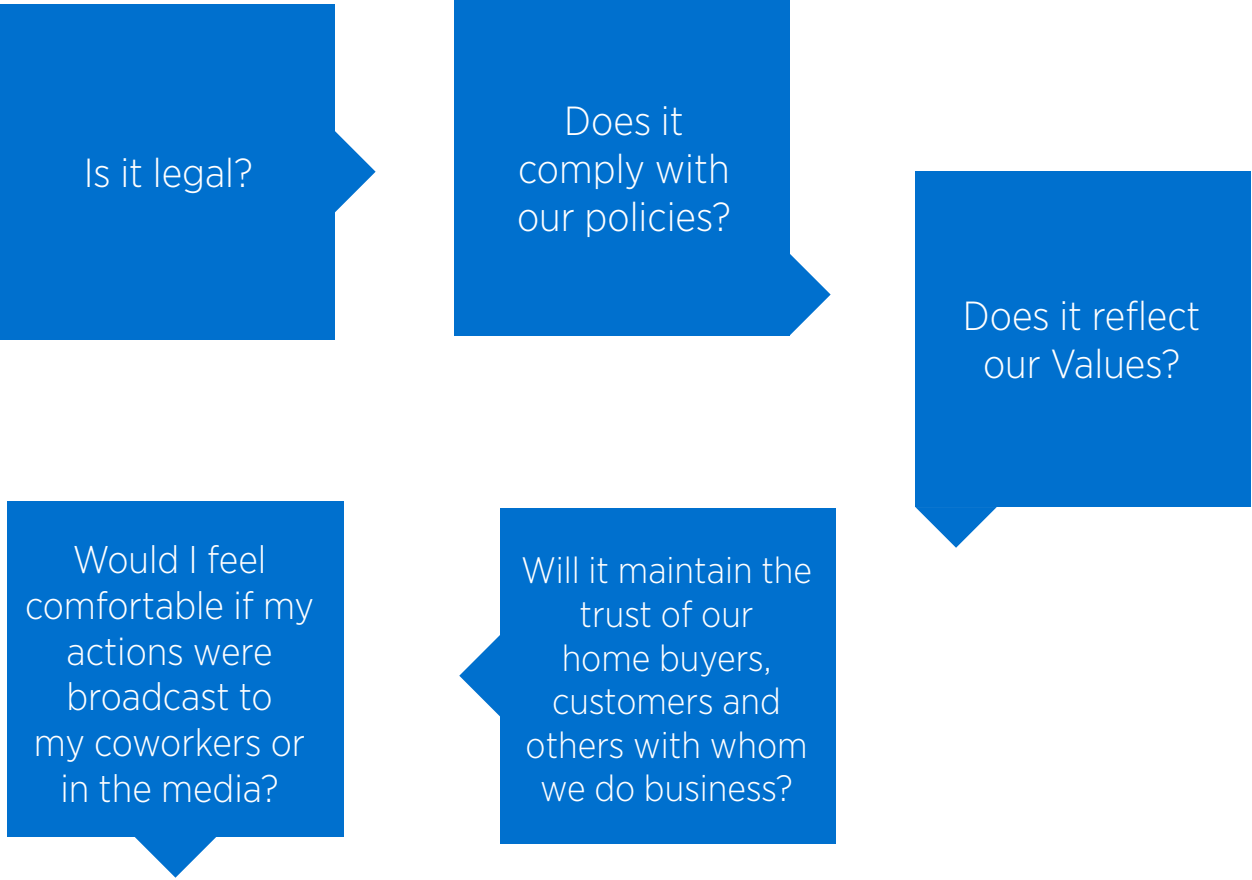 Is it legal?
Does it
comply with
our policies?
Does it reflect
our Values?
Will it maintain the
trust of our
home buyers,
customers and
others with whom
we do business?
Would I feel
comfortable if my
actions were
broadcast to
my coworkers or
in the media?